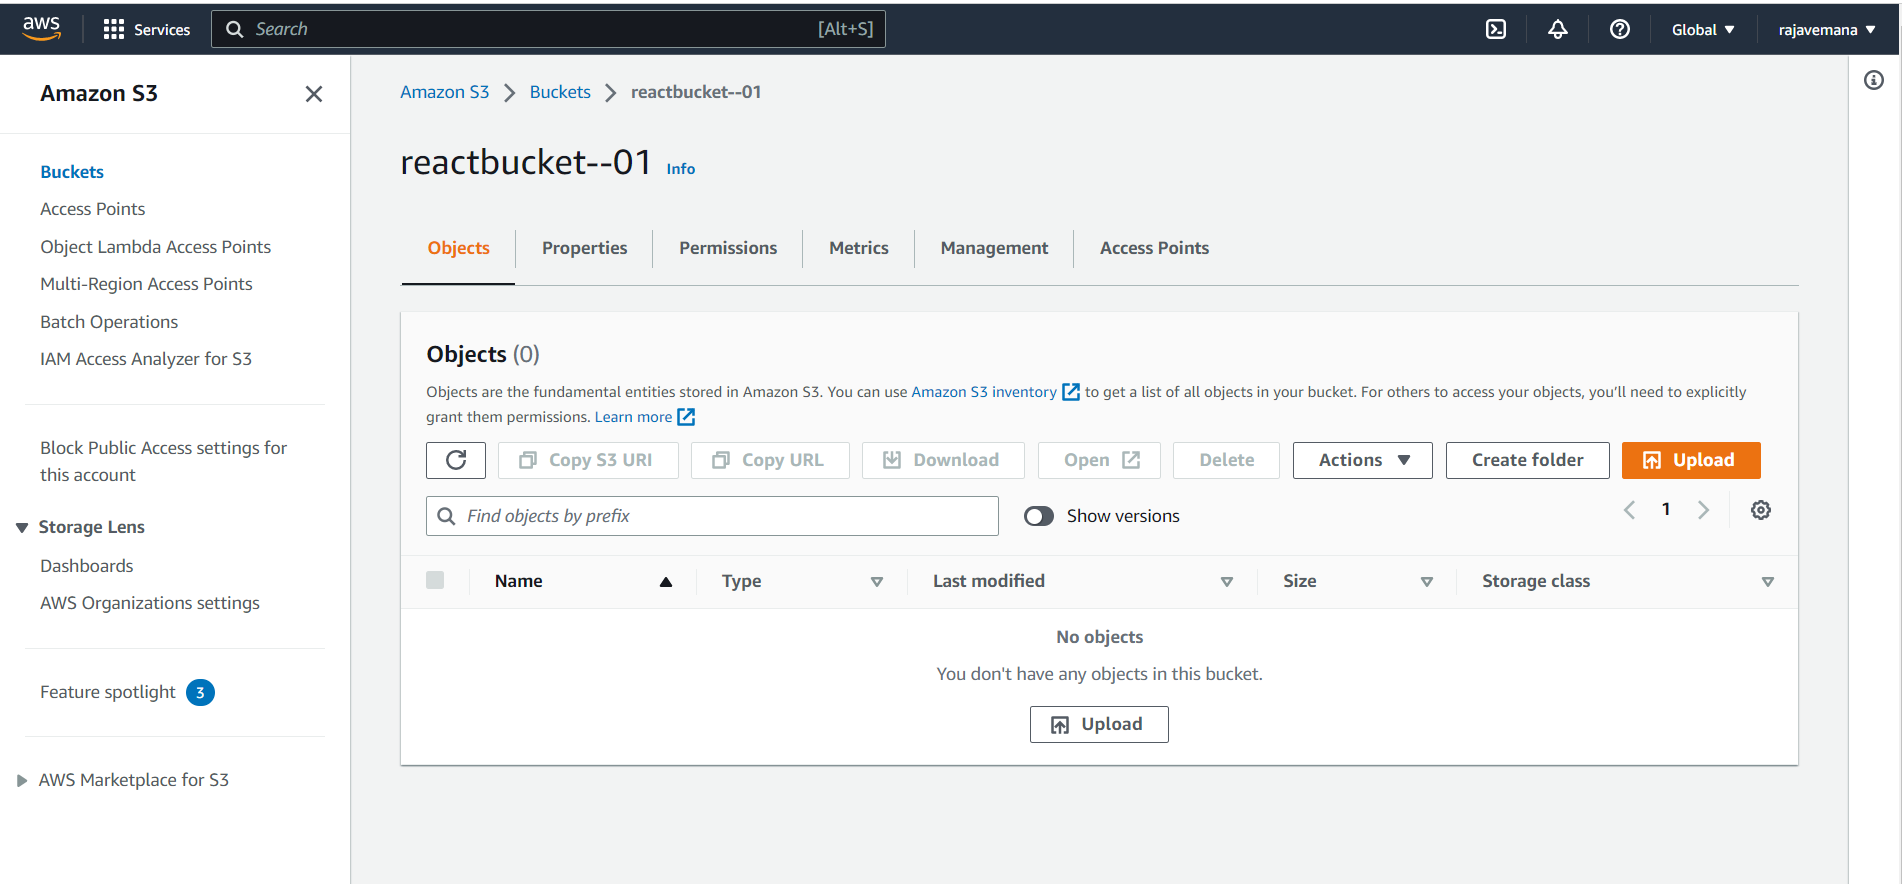 aws
Services
Search [Alt+S]
Global
rajavemana
Amazon S3
Buckets
Access Points
Object Lambda Access Points
Multi-Region Access Points
Batch Operations
IAM Access Analyzer for S3
Block Public Access settings for
this account
Storage Lens
Dashboards
AWS Organizations settings
Feature spotlight 3
AWS Marketplace for S3
Amazon S3 Buckets reactbucket--01
reactbucket--01 Info
Objects Properties Permissions Metrics Management Access Points
Objects (0)
Objects are the fundamental entities stored in Amazon S3. You can use Amazon S3 inventory to get a list of all objects in your bucket. For others to access your objects, you’ll need to explicitly
grant them permissions. Learn more
Copy S3 URI Copy URL Download Open Delete Actions Create folder Upload
Find objects by prefix Show versions 1
Name Type Last modified Size Storage class
No objects
You don't have any objects in this bucket.
Upload